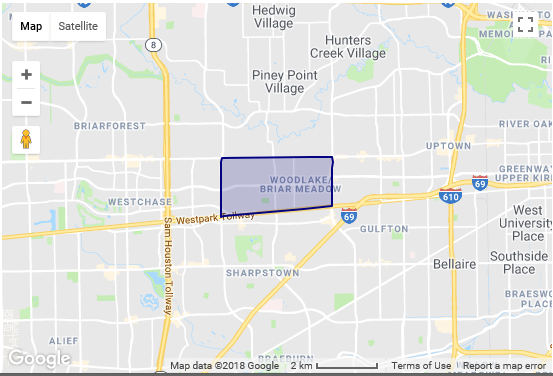 Map
Satellite
HEDWIG
VILLAGE
WASHINGTON
MEMORIAL
8
Hunters
Creek Village
Piney Point
Village
BRIARFOREST
RIVER OAK
UPTOWN
WOODLAKE/
BRIAR MEADOW
GREENWAY
UPPER KIR
69
610
WESTCHASE
Westpark Tollway
69
Sam Houston Tollway
GULFTON
West
University
Place
Southside
Place
Bellaire
SHARPSTOWN
BRAESWO
PLACE
ALIEF
BRAEBURN
Google
Map data ©2018 Google
2 km
Terms of Use
Report a map error